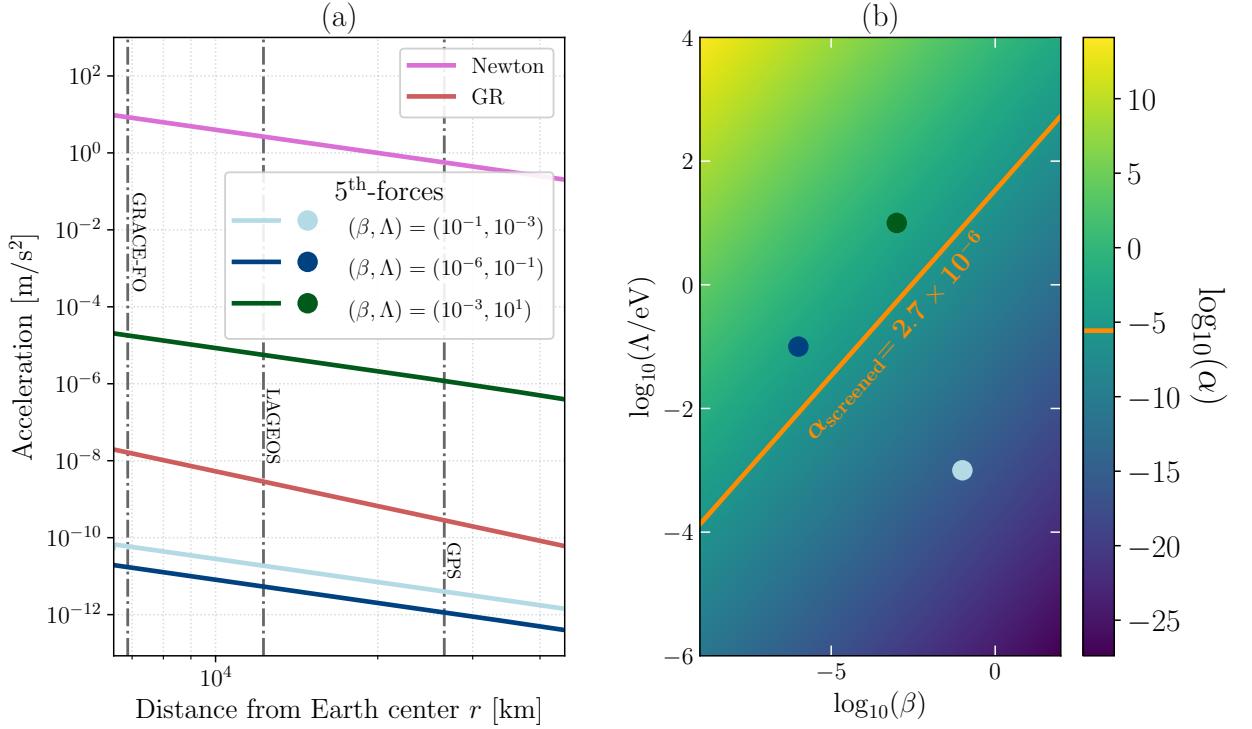 (a)
10²
10⁰
10⁻²
10⁻⁴
10⁻⁶
10⁻⁸
10⁻¹⁰
10⁻¹²
Acceleration [m/s²]
10⁴
Distance from Earth center r [km]
Newton
GR
5ᵗʰ-forces
(β, Λ) = (10⁻¹, 10⁻³)
(β, Λ) = (10⁻⁶, 10⁻¹)
(β, Λ) = (10⁻³, 10¹)
GRACE-FO
LAGEOS
GPS
(b)
4
2
0
−2
−4
−6
log₁₀(Λ/eV)
−5
0
log₁₀(β)
α_screened = 2.7 × 10⁻⁶
10
5
0
−5
−10
−15
−20
−25
log₁₀(α)